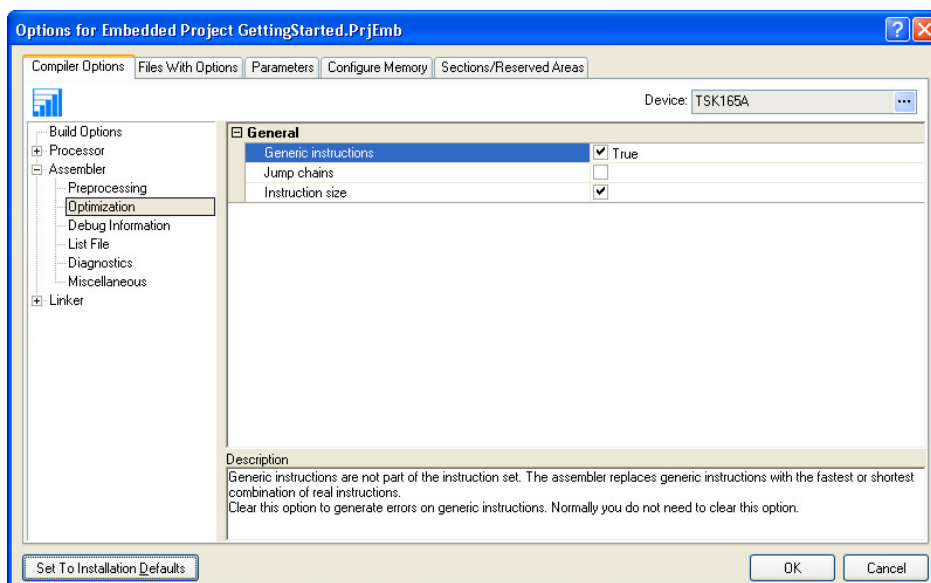 Options for Embedded Project GettingStarted.PrjEmb
Compiler Options Files With Options Parameters Configure Memory Sections/Reserved Areas
Device: TSK165A ...
Build Options
Processor
Assembler
Preprocessing
Optimization
Debug Information
List File
Diagnostics
Miscellaneous
Linker
General
Generic instructions True
Jump chains
Instruction size
Description
Generic instructions are not part of the instruction set. The assembler replaces generic instructions with the fastest or shortest
combination of real instructions.
Clear this option to generate errors on generic instructions. Normally you do not need to clear this option.
Set To Installation Defaults OK Cancel